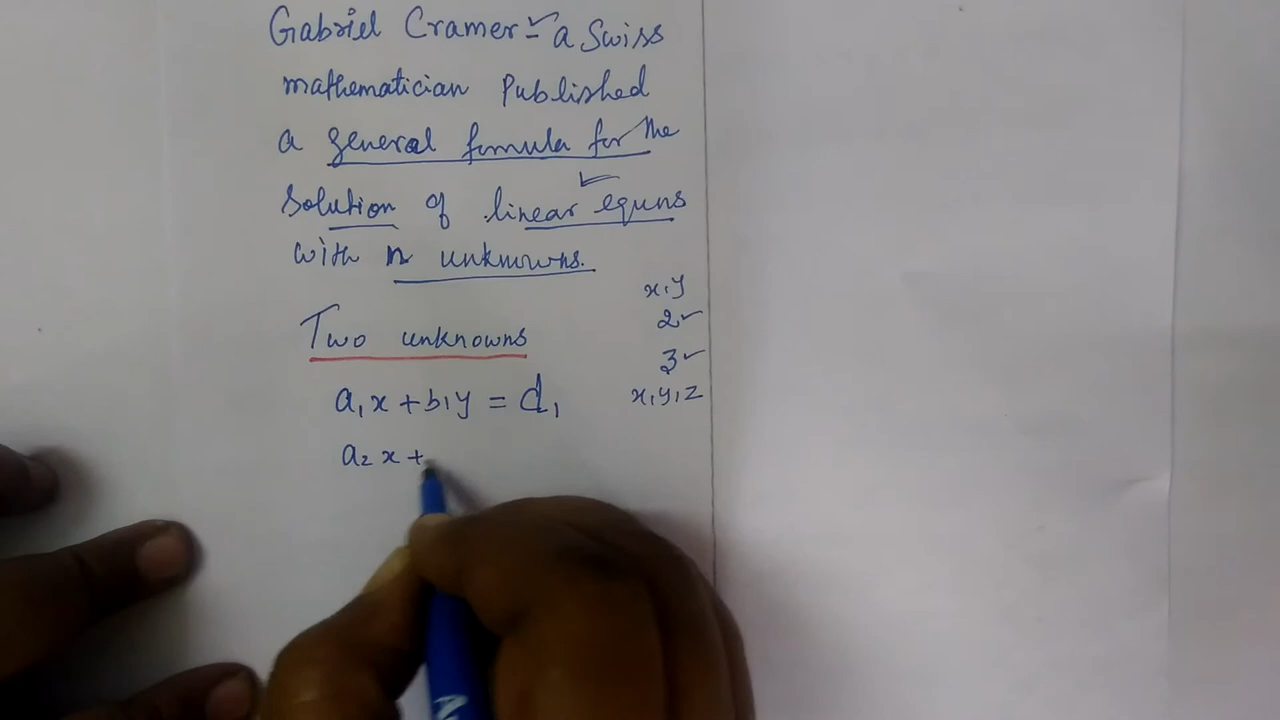 Gabriel Cramer - a Swiss
mathematician Published
a general formula for the
solution of linear equns
with n unknowns.
x, y
Two unknowns
2
3
a₁x + b₁y = d₁
x, y, z
a₂ x +